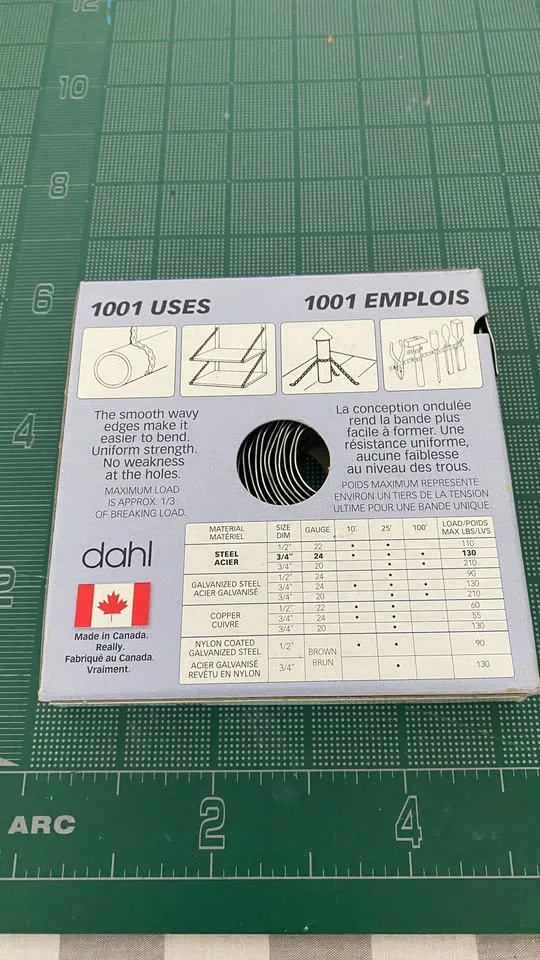 12
10
8
6
1001 USES
1001 EMPLOIS
The smooth wavy
edges make it
easier to bend.
Uniform strength.
No weakness
at the holes.
MAXIMUM LOAD
IS APPROX. 1/3
OF BREAKING LOAD.
La conception ondulée
rend la bande plus
facile à former. Une
résistance uniforme,
aucune faiblesse
au niveau des trous.
POIDS MAXIMUM REPRESENTE
ENVIRON UN TIERS DE LA TENSION
ULTIME POUR UNE BANDE UNIQUE.
4
dahl
Made in Canada.
Really.
Fabriqué au Canada.
Vraiment.
MATERIAL SIZE GAUGE 10' 25' 100' LOAD/POIDS
MATÉRIEL DIM MAX LBS/LVS
1/2" 22 • • 110
STEEL 3/4" 24 • • • 130
ACIER 3/4" 20 • • 210
1/2" 24 • 90
GALVANIZED STEEL 3/4" 24 • • • 130
ACIER GALVANISÉ 3/4" 20 • • 210
1/2" 22 • • 60
COPPER 3/4" 24 • • 55
CUIVRE 3/4" 20 • 130
NYLON COATED 1/2" • • 90
GALVANIZED STEEL BROWN
ACIER GALVANISÉ BRUN
REVÊTU EN NYLON 3/4" • 130
2
ARC
2
4